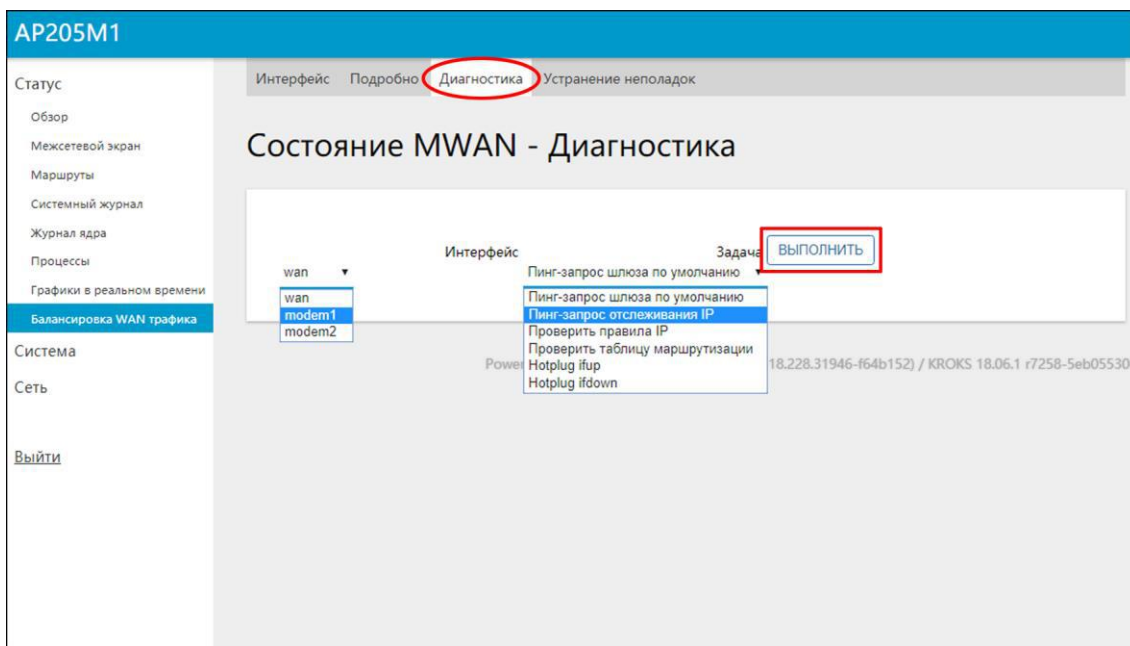 AP205M1
Статус
Обзор
Межсетевой экран
Маршруты
Системный журнал
Журнал ядра
Процессы
Графики в реальном времени
Балансировка WAN трафика
Система
Сеть
Выйти
Интерфейс Подробно Диагностика Устранение неполадок
Состояние MWAN - Диагностика
Интерфейс Задача ВЫПОЛНИТЬ
wan Пинг-запрос шлюза по умолчанию
wan
modem1
modem2
Пинг-запрос шлюза по умолчанию
Пинг-запрос отслеживания IP
Проверить правила IP
Проверить таблицу маршрутизации
Hotplug ifup
Hotplug ifdown
Power 18.228.31946-f64b152) / KROKS 18.06.1 r7258-5eb05530